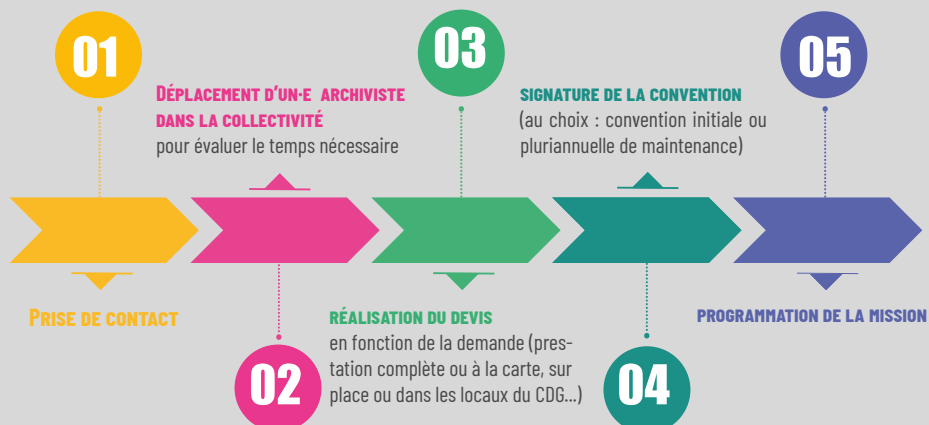 01
PRISE DE CONTACT
02
DÉPLACEMENT D'UN·E ARCHIVISTE
DANS LA COLLECTIVITÉ
pour évaluer le temps nécessaire
03
RÉALISATION DU DEVIS
en fonction de la demande (pres-
tation complète ou à la carte, sur
place ou dans les locaux du CDG...)
04
SIGNATURE DE LA CONVENTION
(au choix : convention initiale ou
pluriannuelle de maintenance)
05
PROGRAMMATION DE LA MISSION